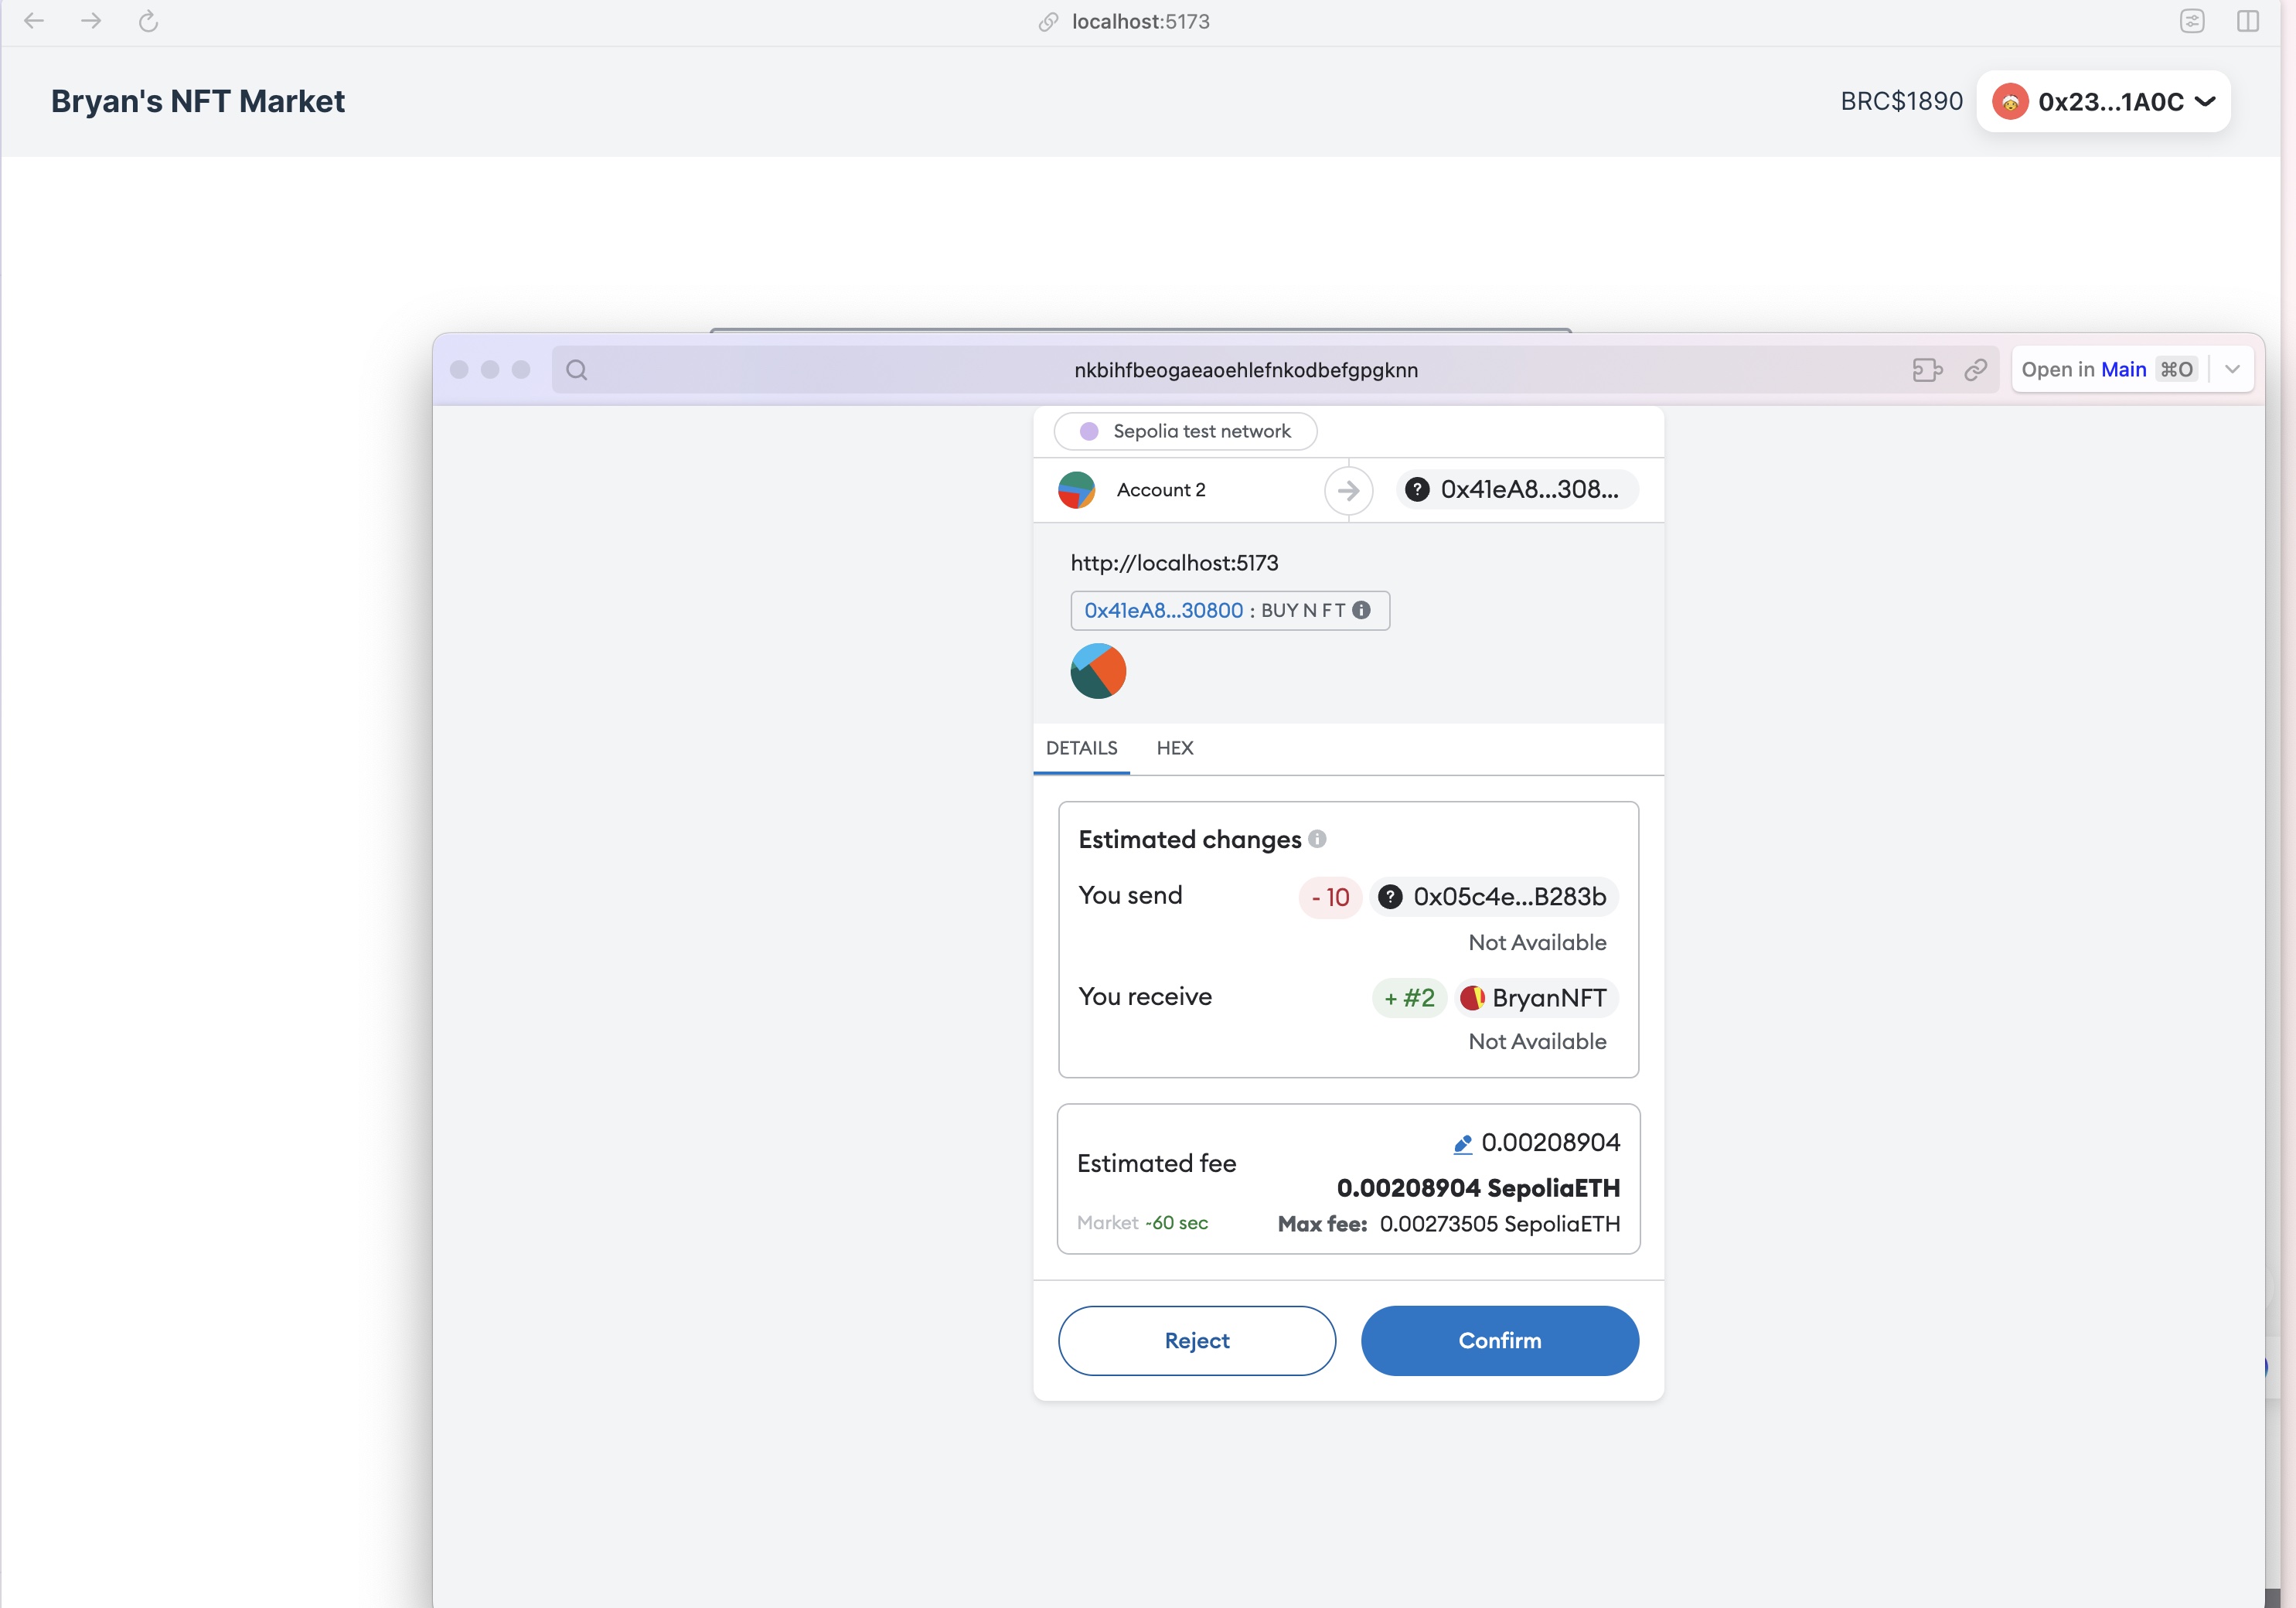 localhost:5173
Bryan's NFT Market
BRC$1890
0x23...1A0C
nkbihfbeogaeaoehlefnkodbefgpgknn
Open in Main ⌘O
Sepolia test network
Account 2
0x41eA8...308...
http://localhost:5173
0x41eA8...30800 : BUY N F T
DETAILS HEX
Estimated changes
You send - 10 0x05c4e...B283b
Not Available
You receive + #2 BryanNFT
Not Available
Estimated fee 0.00208904
0.00208904 SepoliaETH
Market ~60 sec Max fee: 0.00273505 SepoliaETH
Reject Confirm